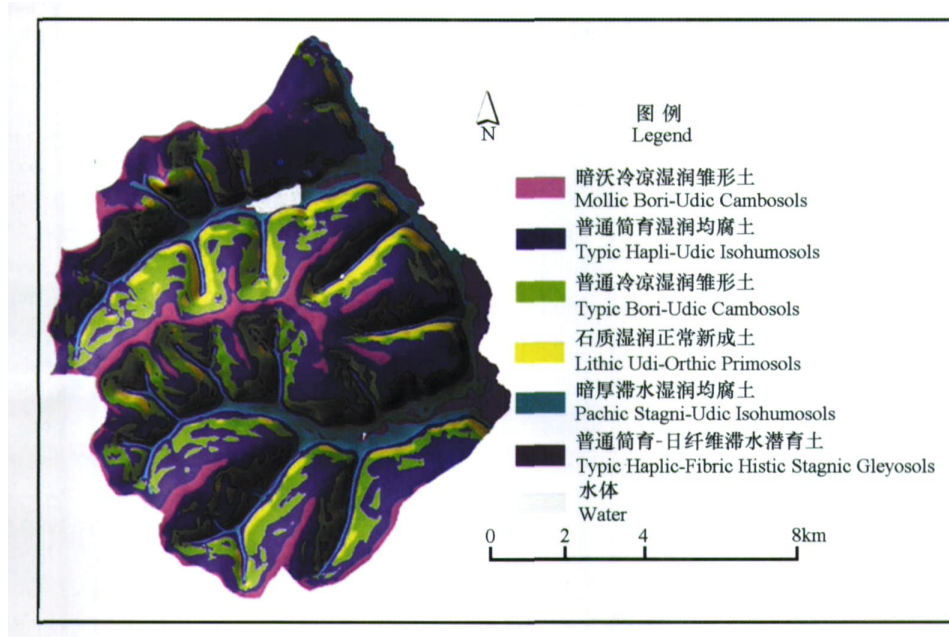 N
图例
Legend
暗沃冷凉湿润雏形土
Mollic Bori-Udic Cambosols
普通简育湿润均腐土
Typic Hapli-Udic Isohumosols
普通冷凉湿润雏形土
Typic Bori-Udic Cambosols
石质湿润正常新成土
Lithic Udi-Orthic Primosols
暗厚滞水湿润均腐土
Pachic Stagni-Udic Isohumosols
普通简育-日纤维滞水潜育土
Typic Haplic-Fibric Histic Stagnic Gleyosols
水体
Water
0 2 4 8km